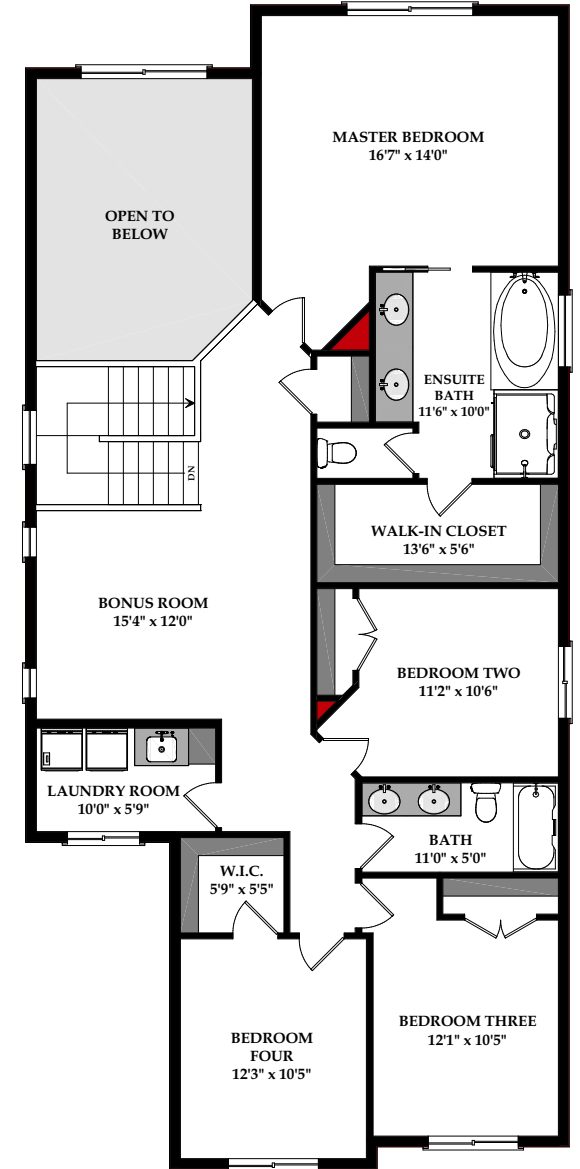 MASTER BEDROOM
16'7" x 14'0"
OPEN TO
BELOW
ENSUITE
BATH
11'6" x 10'0"
DN
WALK-IN CLOSET
13'6" x 5'6"
BONUS ROOM
15'4" x 12'0"
BEDROOM TWO
11'2" x 10'6"
LAUNDRY ROOM
10'0" x 5'9"
BATH
11'0" x 5'0"
W.I.C.
5'9" x 5'5"
BEDROOM THREE
12'1" x 10'5"
BEDROOM
FOUR
12'3" x 10'5"